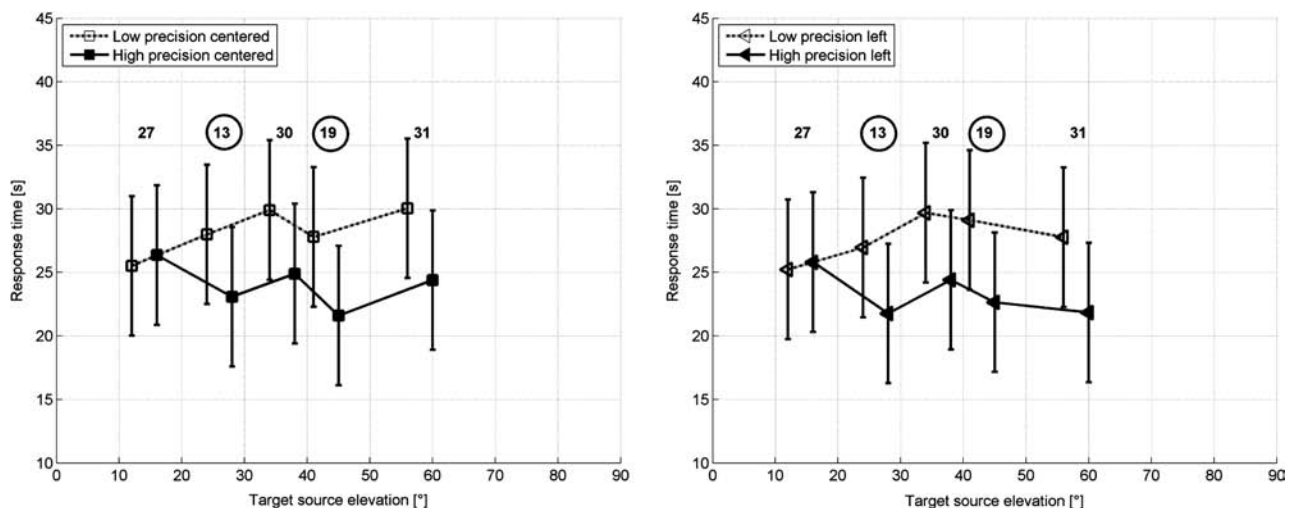 45
Low precision centered
High precision centered
40
35
27 13 30 19 31
30
25
20
15
10
0 10 20 30 40 50 60 70 80 90
Response time [s]
Target source elevation [°]
45
Low precision left
High precision left
40
35
27 13 30 19 31
30
25
20
15
10
0 10 20 30 40 50 60 70 80 90
Response time [s]
Target source elevation [°]